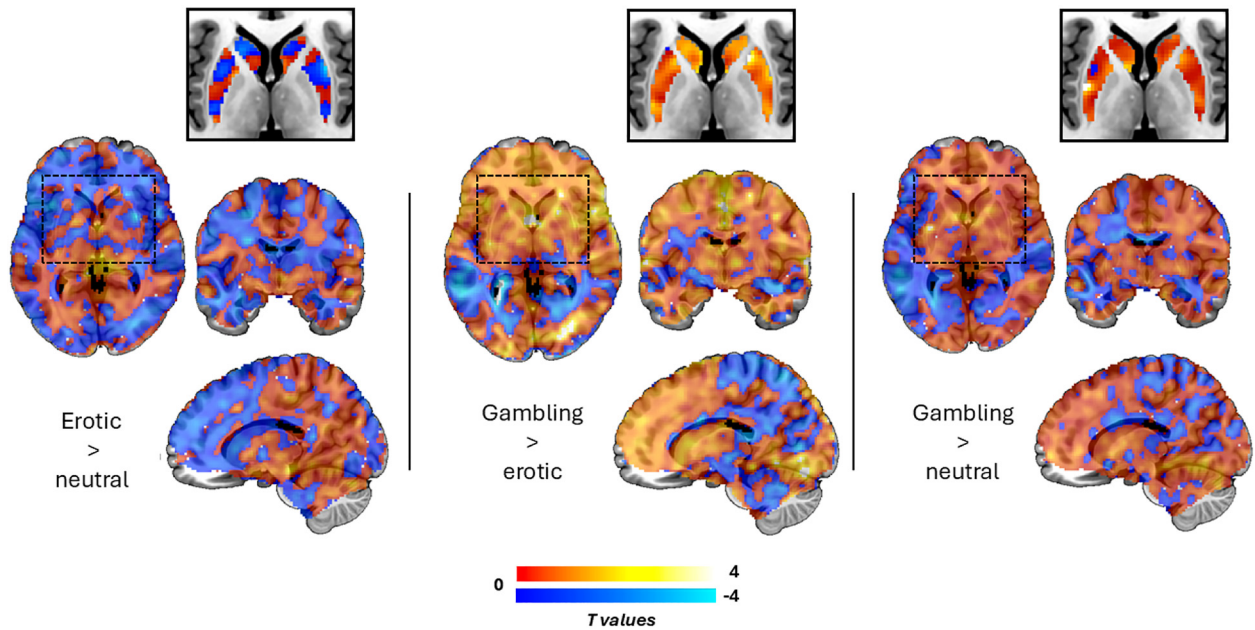 Erotic
>
neutral
Gambling
>
erotic
Gambling
>
neutral
0
4
-4
T values